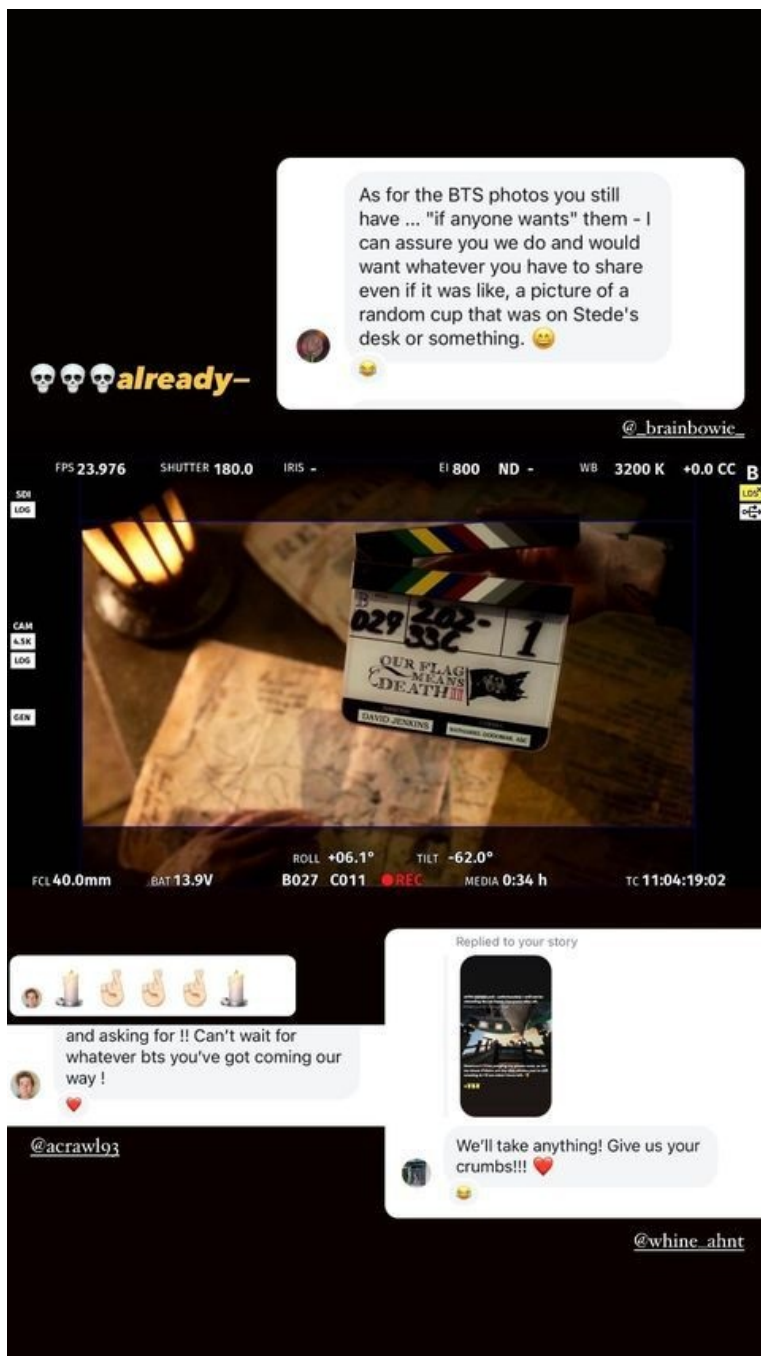 As for the BTS photos you still
have ... "if anyone wants" them - I
can assure you we do and would
want whatever you have to share
even if it was like, a picture of a
random cup that was on Stede's
desk or something. 😄
😂
💀💀💀already—
@_brainbowie_
FPS 23.976 SHUTTER 180.0 IRIS - EI 800 ND - WB 3200 K +0.0 CC B
SDI
LOG
LDS
CAM
4.5K
LOG
GEN
B
029 202- 1
33C
OUR FLAG
MEANS
DEATH II
DAVID JENKINS
ROLL +06.1° TILT -62.0°
FCL 40.0mm BAT 13.9V B027 C011 REC MEDIA 0:34 h TC 11:04:19:02
🕯️🤞🏻🤞🏻🤞🏻🕯️
and asking for !! Can't wait for
whatever bts you've got coming our
way !
❤️
@acrawl93
Replied to your story
We'll take anything! Give us your
crumbs!!! ❤️
😂
@whine_ahnt